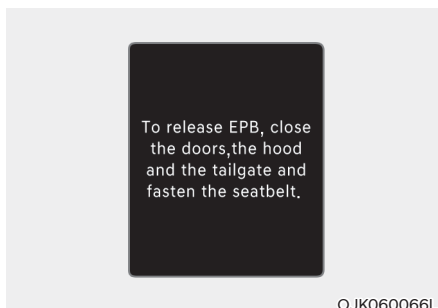 To release EPB, close
the doors,the hood
and the tailgate and
fasten the seatbelt.
OJK060066L